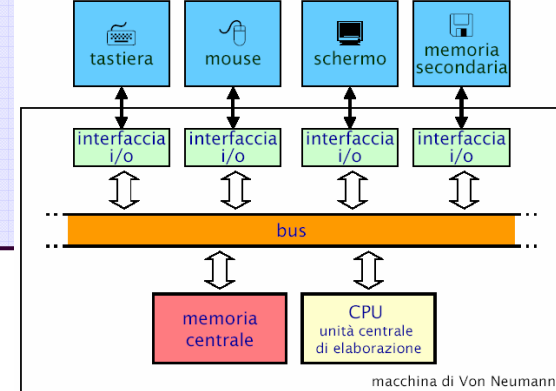 tastiera
mouse
schermo
memoria
secondaria
interfaccia
i/o
interfaccia
i/o
interfaccia
i/o
interfaccia
i/o
bus
memoria
centrale
CPU
unità centrale
di elaborazione
macchina di Von Neumann